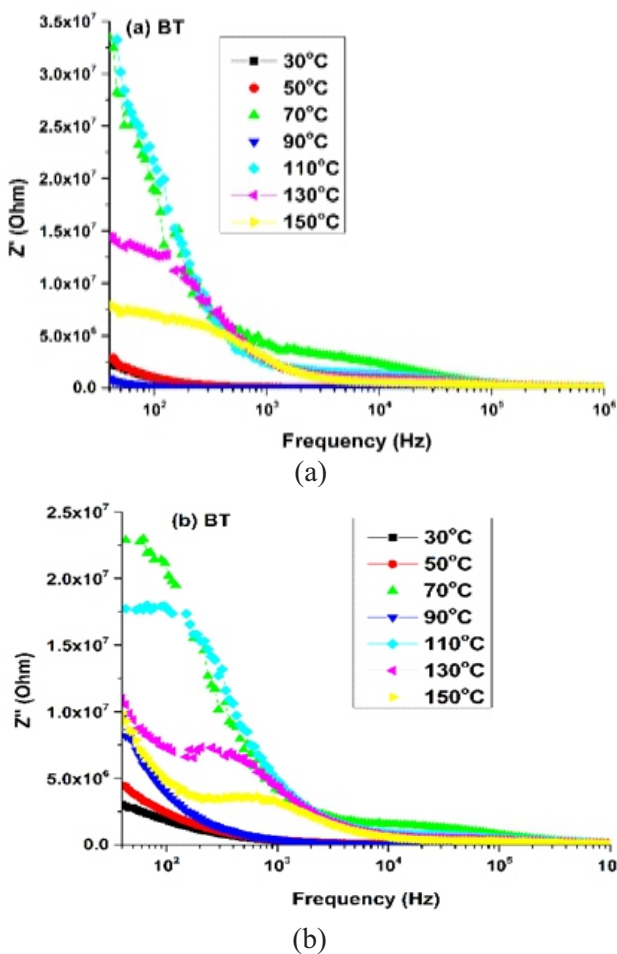 (a) BT
3.5x10⁷
3.0x10⁷
2.5x10⁷
2.0x10⁷
1.5x10⁷
1.0x10⁷
5.0x10⁶
0.0
Z' (Ohm)
30°C
50°C
70°C
90°C
110°C
130°C
150°C
10² 10³ 10⁴ 10⁵ 10⁶
Frequency (Hz)
(a)
(b) BT
2.5x10⁷
2.0x10⁷
1.5x10⁷
1.0x10⁷
5.0x10⁶
0.0
Z" (Ohm)
30°C
50°C
70°C
90°C
110°C
130°C
150°C
10² 10³ 10⁴ 10⁵ 10
Frequency (Hz)
(b)